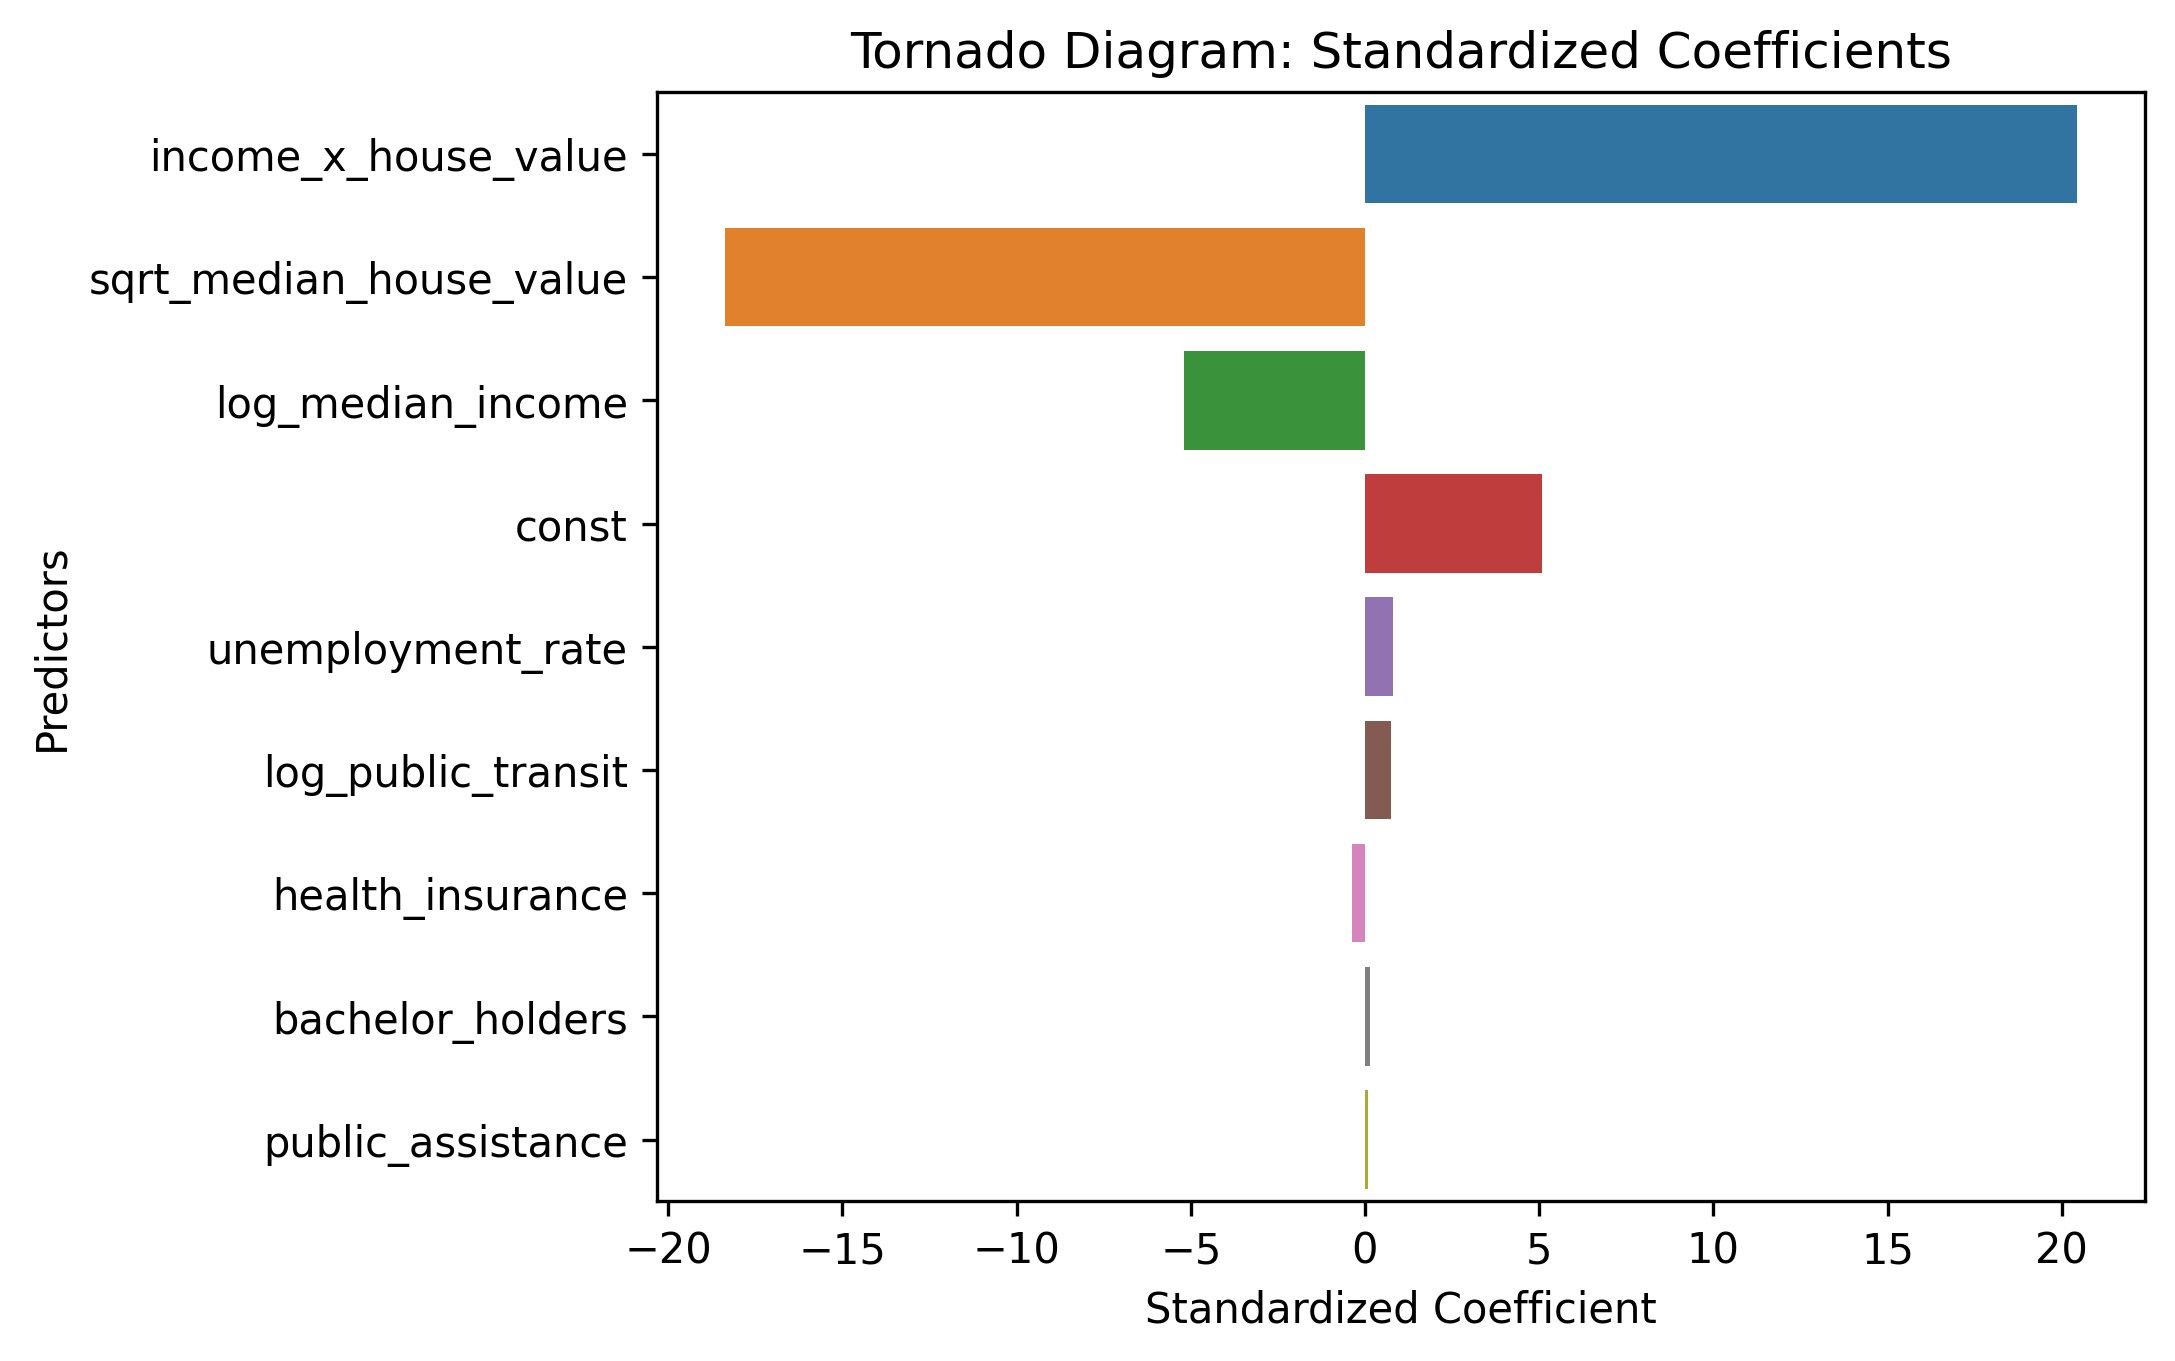 Tornado Diagram: Standardized Coefficients
Predictors
income_x_house_value
sqrt_median_house_value
log_median_income
const
unemployment_rate
log_public_transit
health_insurance
bachelor_holders
public_assistance
−20 −15 −10 −5 0 5 10 15 20
Standardized Coefficient